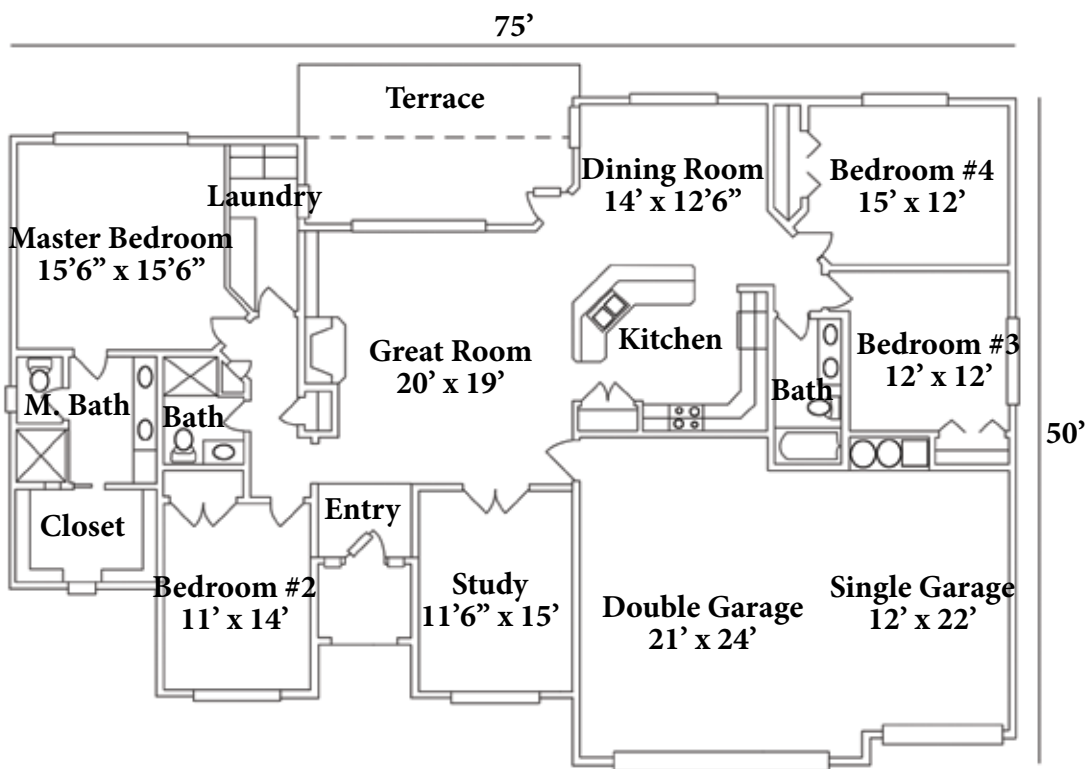 75’
Terrace
Dining Room
14’ x 12’6”
Bedroom #4
15’ x 12’
Laundry
Master Bedroom
15’6” x 15’6”
Great Room
20’ x 19’
Kitchen
Bedroom #3
12’ x 12’
M. Bath
Bath
Bath
50’
Closet
Entry
Bedroom #2
11’ x 14’
Study
11’6” x 15’
Double Garage
21’ x 24’
Single Garage
12’ x 22’